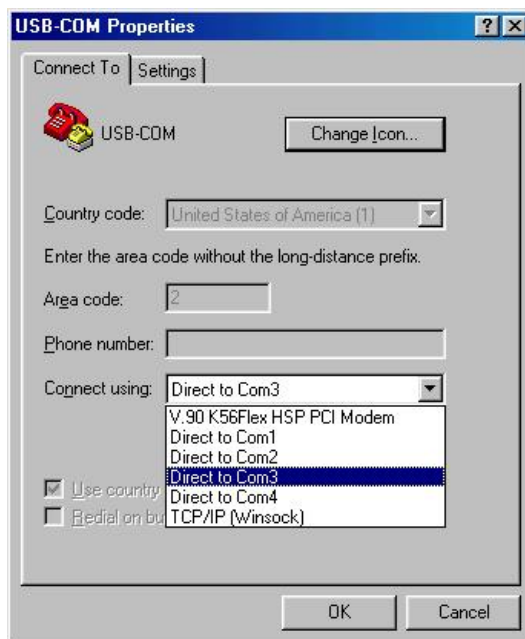 USB-COM Properties
Connect To Settings
USB-COM
Change Icon...
Country code: United States of America (1)
Enter the area code without the long-distance prefix.
Area code: 2
Phone number:
Connect using: Direct to Com3
V.90 K56Flex HSP PCI Modem
Direct to Com1
Direct to Com2
Direct to Com3
Direct to Com4
TCP/IP (Winsock)
Use country
Redial on bu
OK Cancel